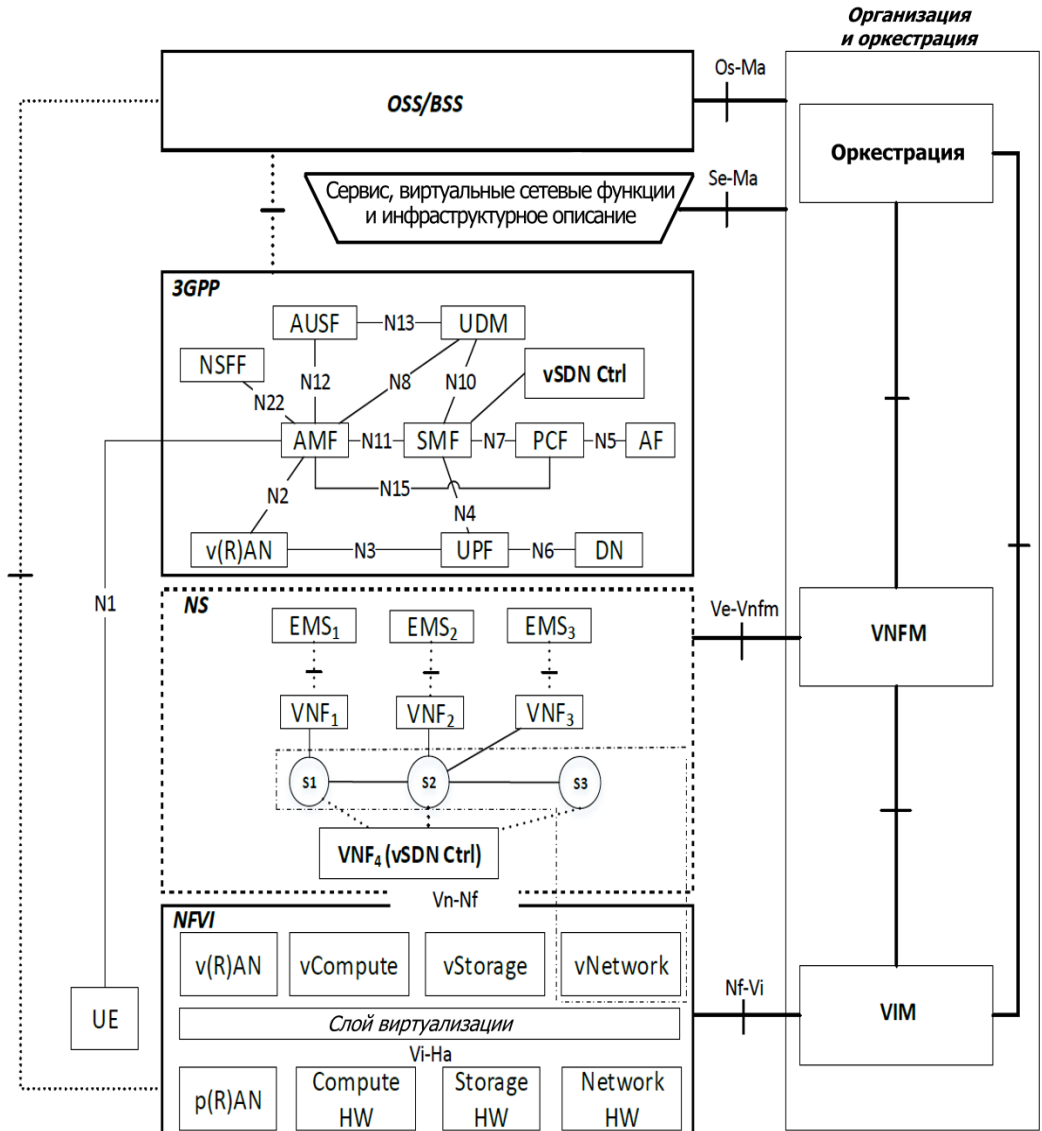 Организация
и оркестрация
Os-Ma
OSS/BSS
Оркестрация
Se-Ma
Сервис, виртуальные сетевые функции
и инфраструктурное описание
3GPP
AUSF
N13
UDM
NSFF
N12
N8
N10
vSDN Ctrl
N22
AMF
N11
SMF
N7
PCF
N5
AF
N15
N2
N4
v(R)AN
N3
UPF
N6
DN
N1
NS
EMS₁
EMS₂
EMS₃
Ve-Vnfm
VNFM
VNF₁
VNF₂
VNF₃
S1
S2
S3
VNF₄ (vSDN Ctrl)
Vn-Nf
NFVI
v(R)AN
vCompute
vStorage
vNetwork
Nf-Vi
VIM
UE
Слой виртуализации
Vi-Ha
p(R)AN
Compute
HW
Storage
HW
Network
HW